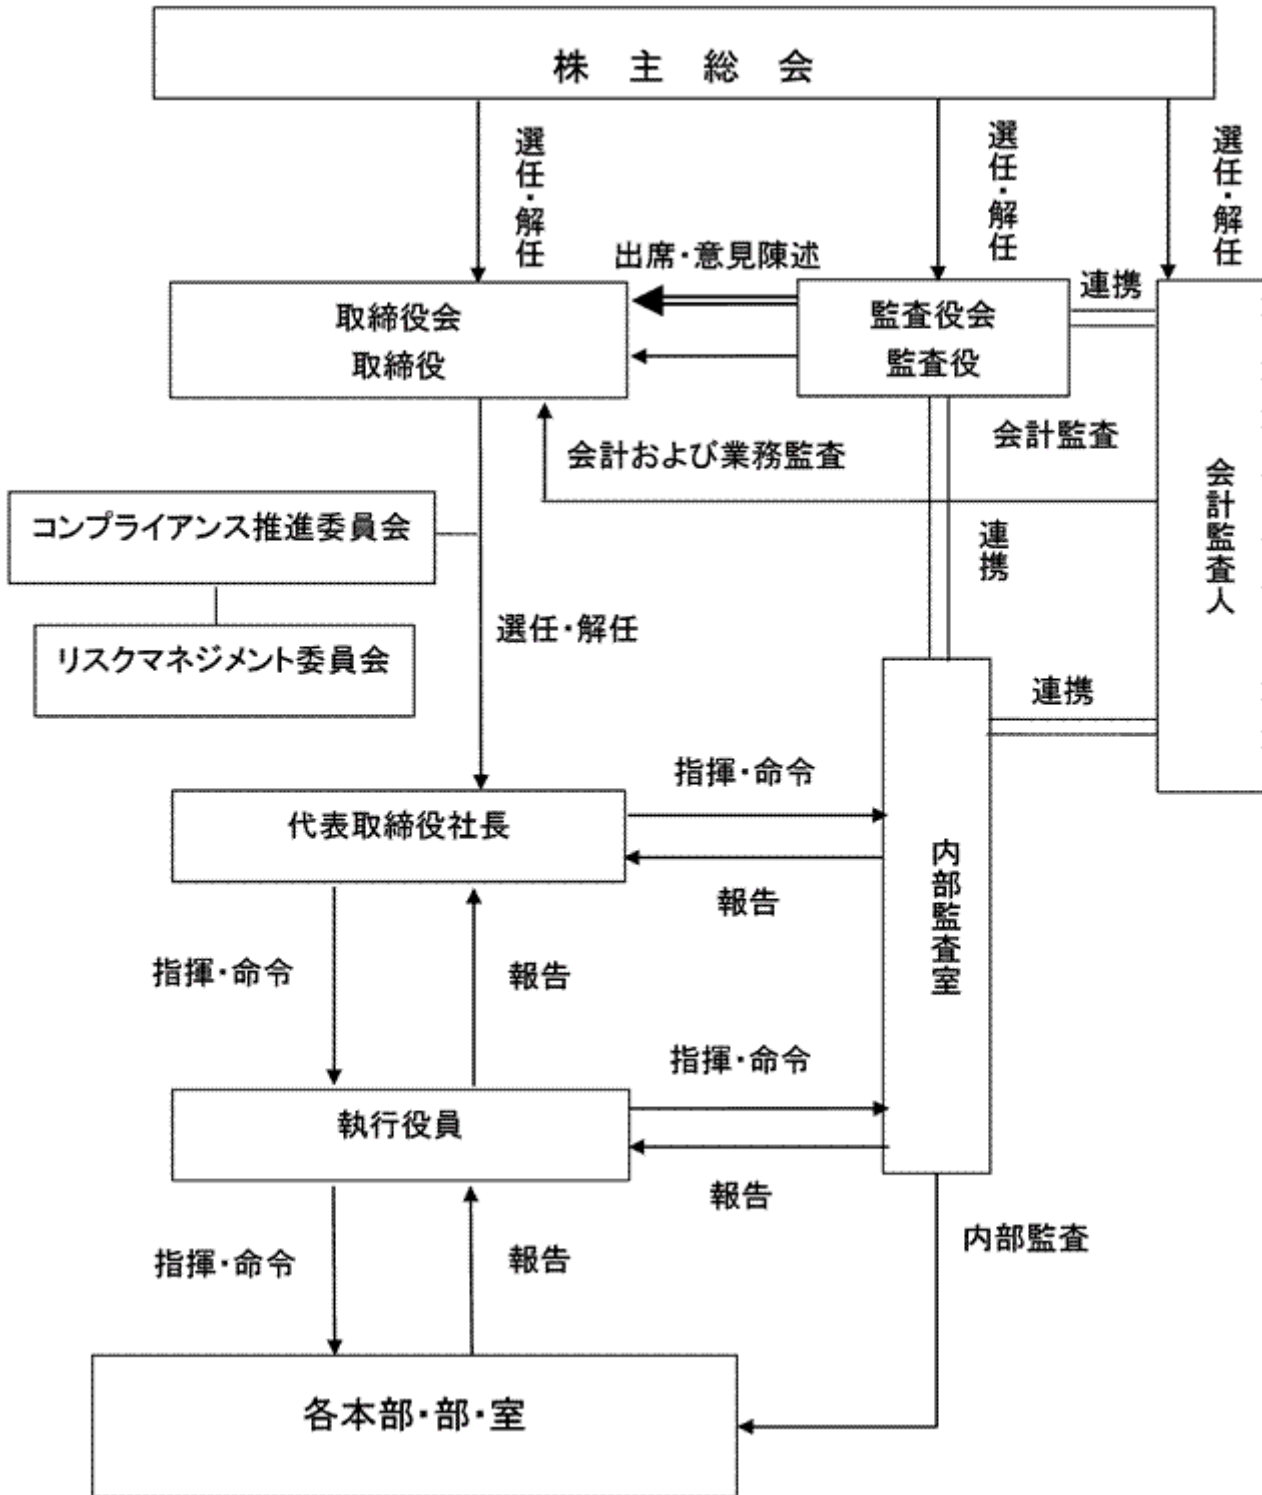 株 主 総 会
選任・解任
選任・解任
選任・解任
出席・意見陳述
連携
取締役会
取締役
監査役会
監査役
会計および業務監査
会計監査
会計監査人
コンプライアンス推進委員会
連携
リスクマネジメント委員会
選任・解任
連携
指揮・命令
代表取締役社長
報告
内部監査室
指揮・命令
報告
指揮・命令
執行役員
報告
指揮・命令
報告
内部監査
各本部・部・室